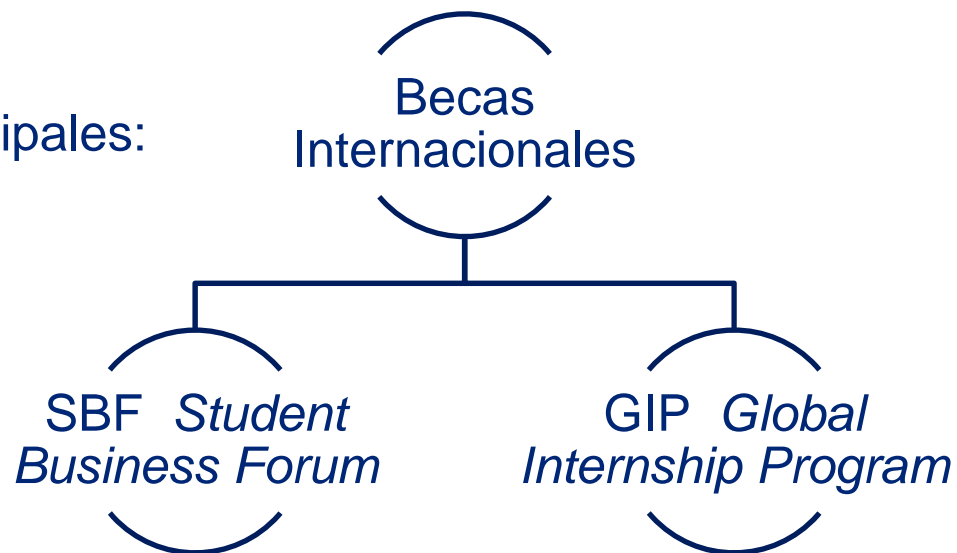 ipales:
Becas
Internacionales
SBF Student
Business Forum
GIP Global
Internship Program